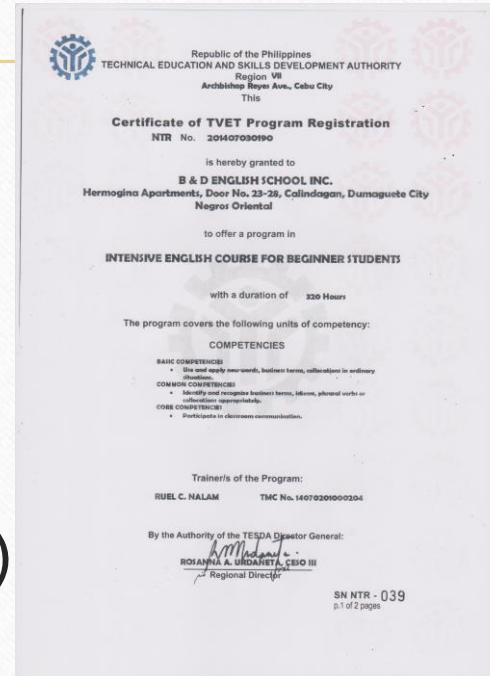 Republic of the Philippines
TECHNICAL EDUCATION AND SKILLS DEVELOPMENT AUTHORITY
Region VII
Archbishop Reyes Ave., Cebu City
This
Certificate of TVET Program Registration
NTR No. 201407030190
is hereby granted to
B & D ENGLISH SCHOOL INC.
Hermogina Apartments, Door No. 23-28, Calindagan, Dumaguete City
Negros Oriental
to offer a program in
INTENSIVE ENGLISH COURSE FOR BEGINNER STUDENTS
with a duration of 320 Hours
The program covers the following units of competency:
COMPETENCIES
BASIC COMPETENCIES
• Use and apply new words, business terms, collocations in ordinary
situations.
COMMON COMPETENCIES
• Identify and recognize business terms, idioms, phrasal verbs or
collocations appropriately.
CORE COMPETENCIES
• Participate in classroom communication.
Trainer/s of the Program:
RUEL C. NALAM TMC No. 14070201000204
By the Authority of the TESDA Director General:
ROSANNA A. URDANETA, CESO III
Regional Director
SN NTR - 039
p.1 of 2 pages
)